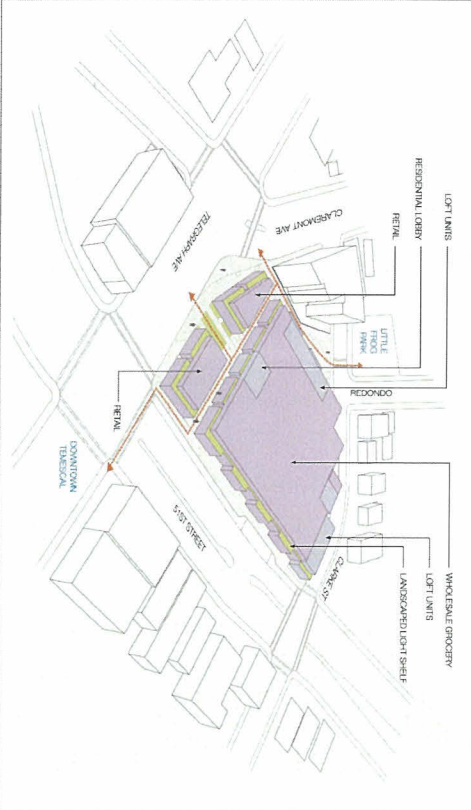 LOFT UNITS
RESIDENTIAL LOBBY
RETAIL
CLAREMONT AVE
TELEGRAPH AVE
LITTLE
FROG
PARK
REDONDO
WHOLESALE GROCERY
LOFT UNITS
LANDSCAPED LIGHT SHELF
CLARKE ST.
51ST STREET
RETAIL
DOWNTOWN
TEMESCAL